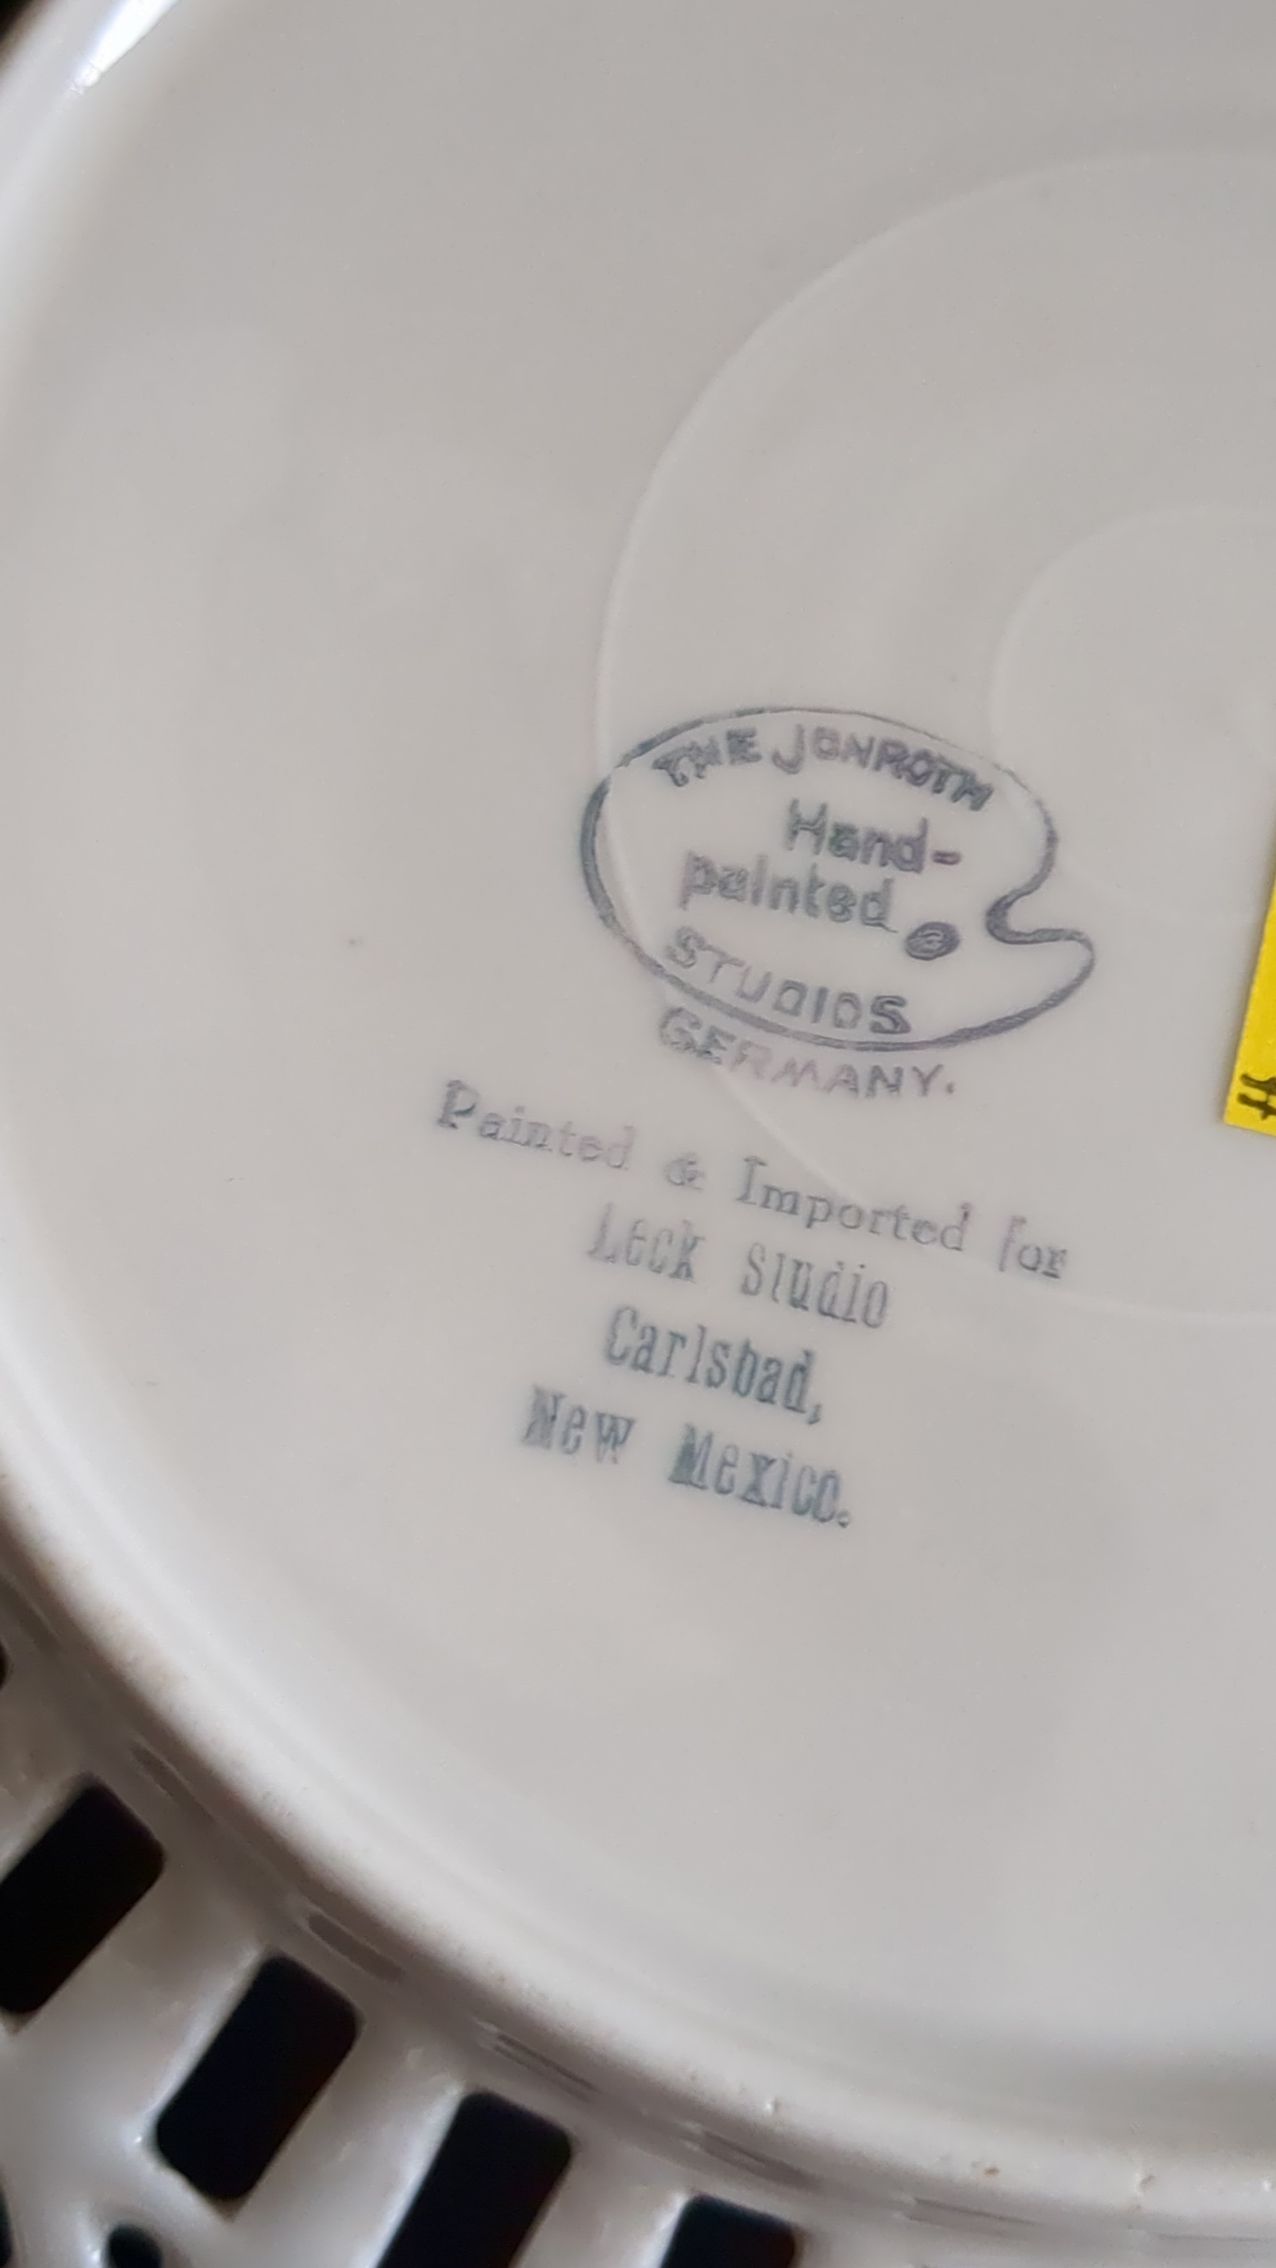 THE JONROTH
Hand-
painted
STUDIOS
GERMANY.
Painted & Imported for
Leck Studio
Carlsbad,
New Mexico.
#